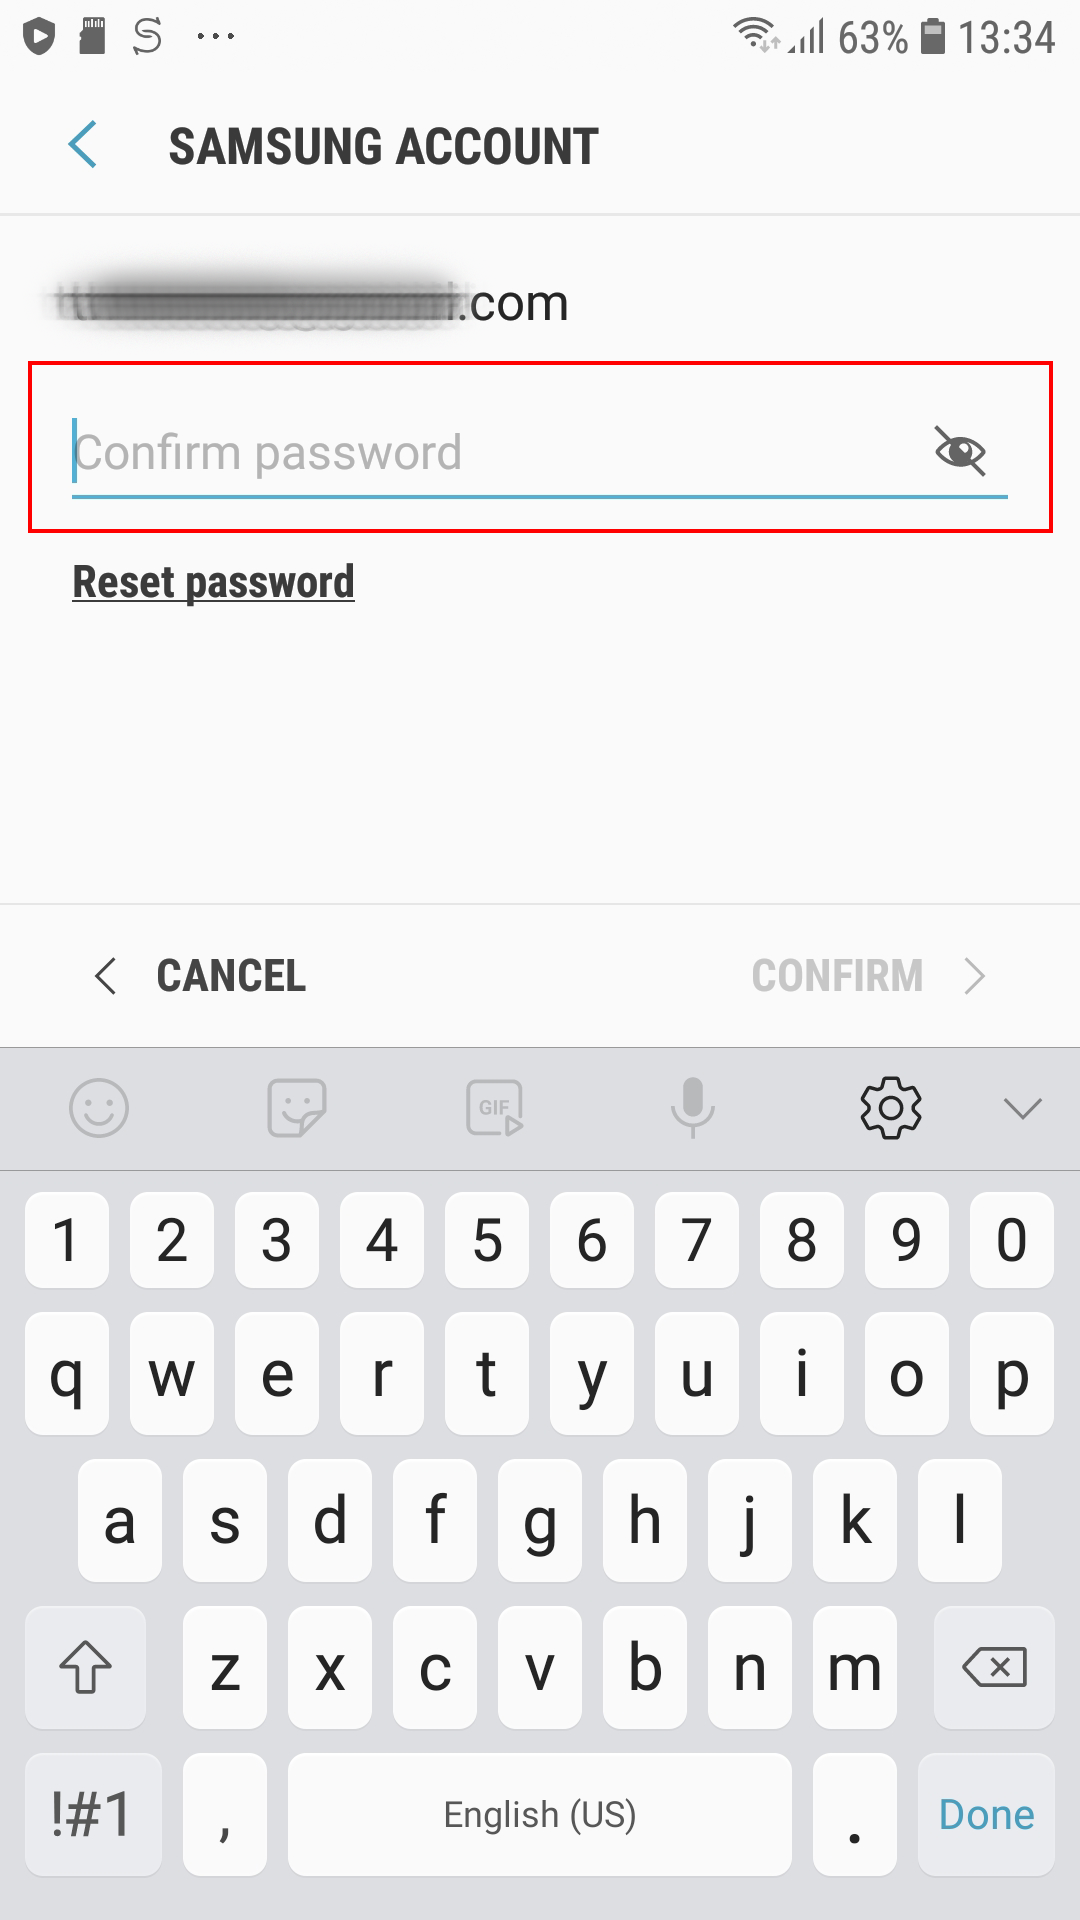 63% 13:34
SAMSUNG ACCOUNT
.com
Confirm password
Reset password
CANCEL CONFIRM
GIF
1 2 3 4 5 6 7 8 9 0
q w e r t y u i o p
a s d f g h j k l
z x c v b n m
!#1 , English (US) . Done